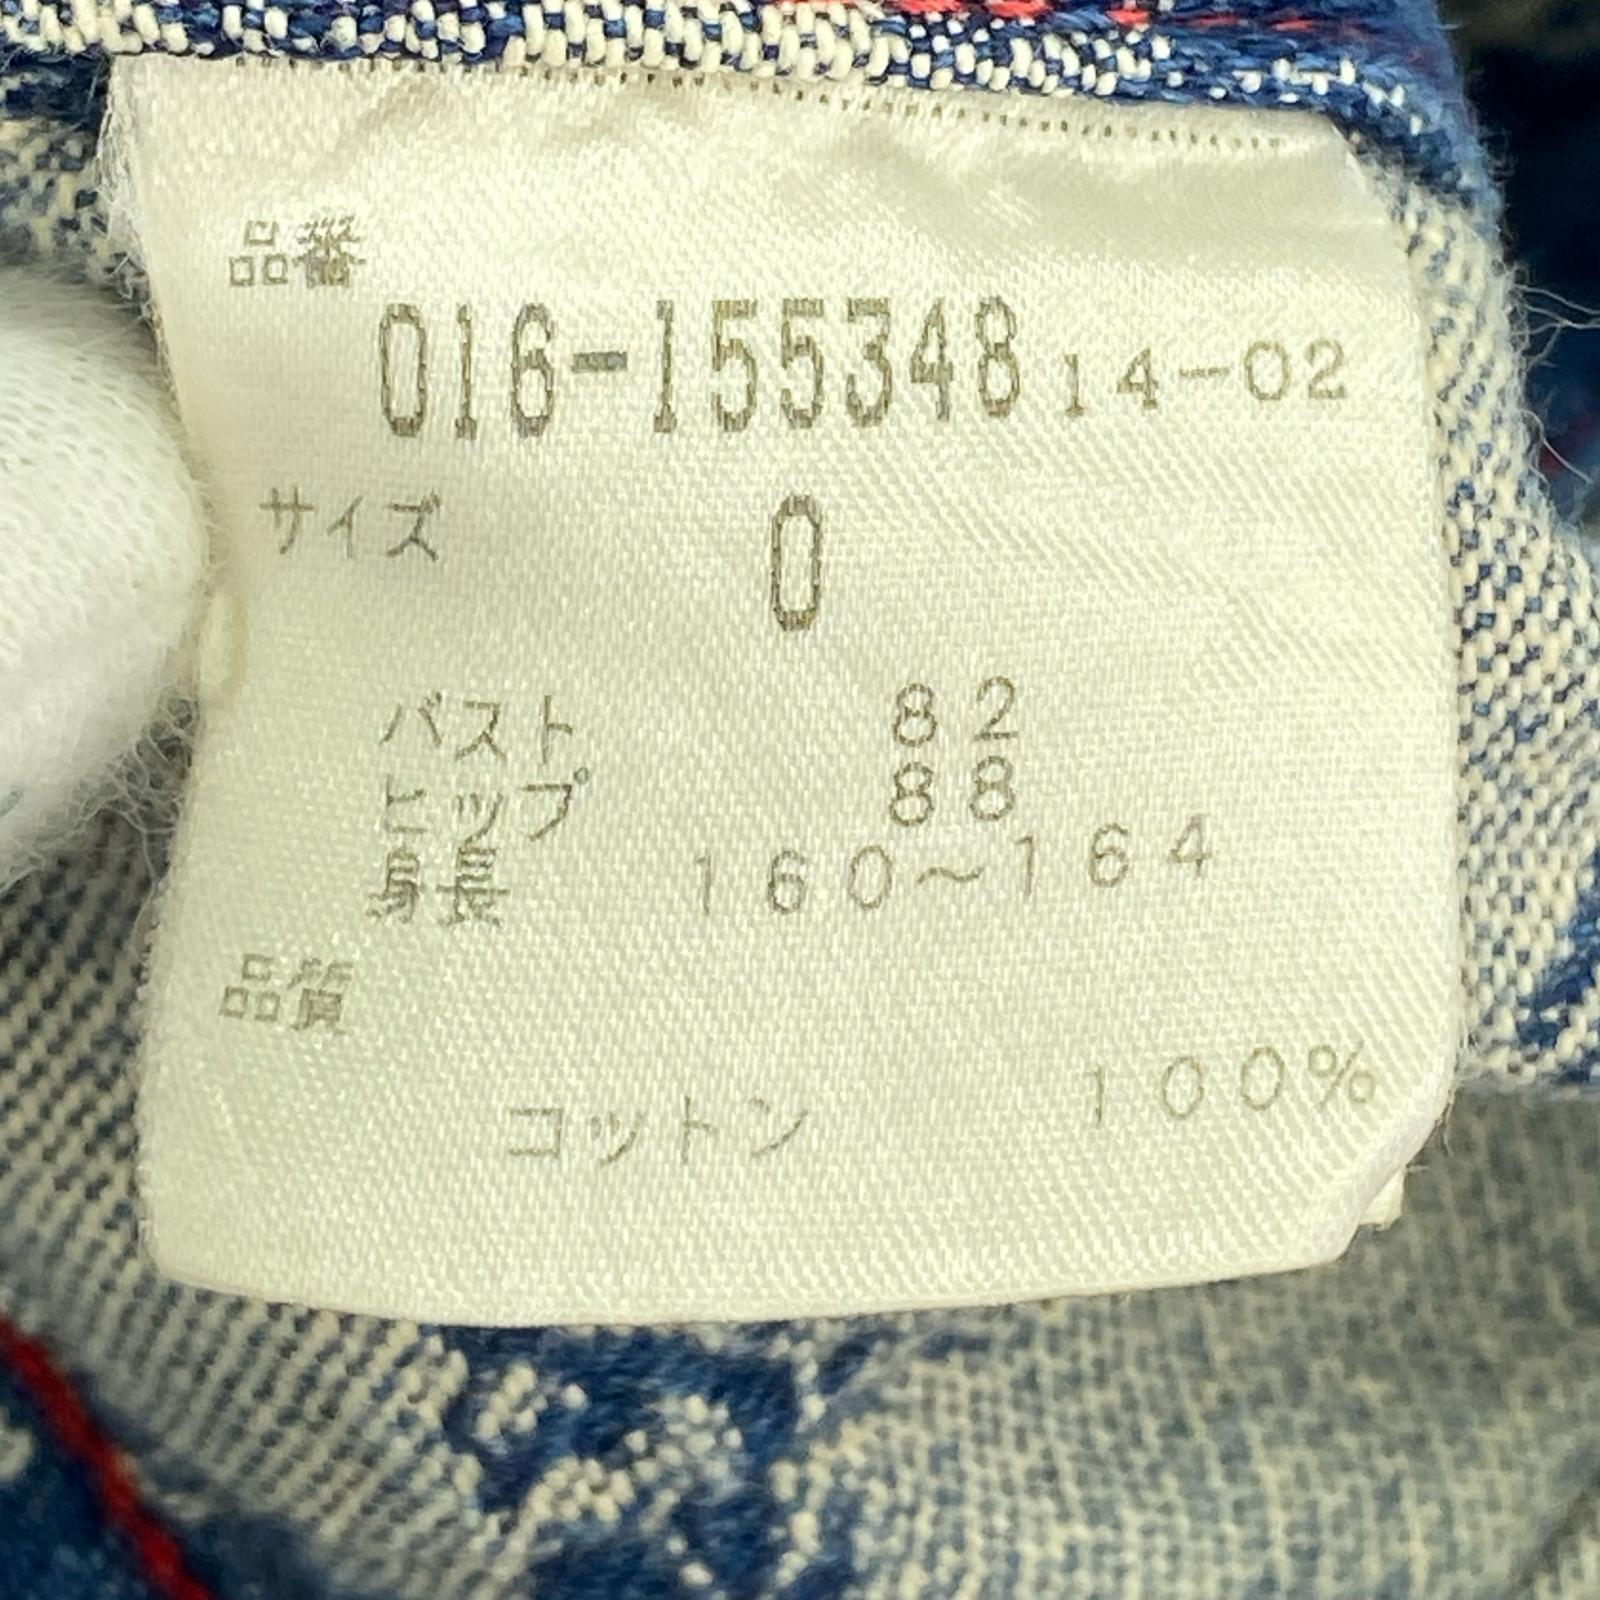 品番
016-155348 14-02
サイズ 0
バスト 82
ヒップ 88
身長 160～164
品質
コットン 100%